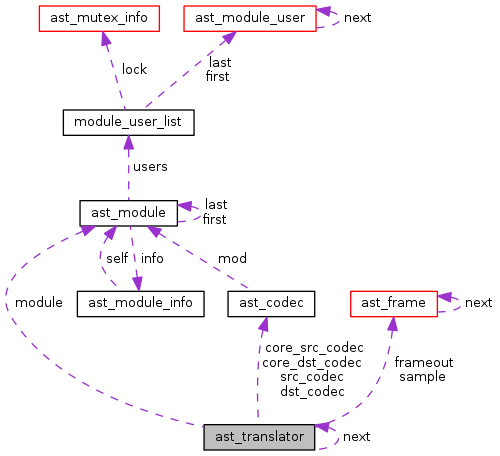 ast_mutex_info
ast_module_user
next
lock
last
first
module_user_list
users
ast_module
last
first
self
info
mod
module
ast_module_info
ast_codec
ast_frame
next
core_src_codec
core_dst_codec
src_codec
dst_codec
frameout
sample
ast_translator
next